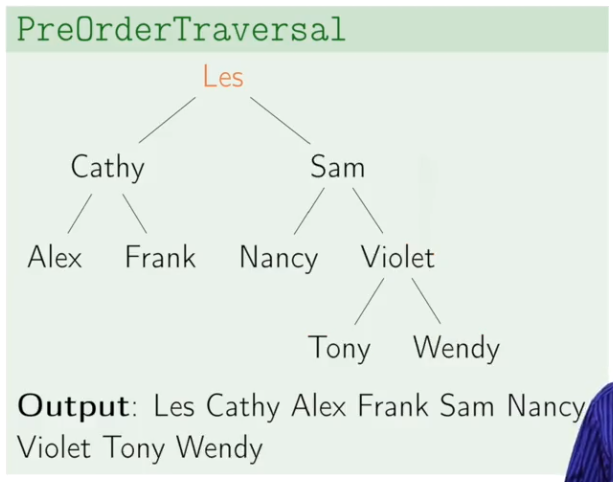 PreOrderTraversal
Les
Cathy Sam
Alex Frank Nancy Violet
Tony Wendy
Output: Les Cathy Alex Frank Sam Nancy
Violet Tony Wendy